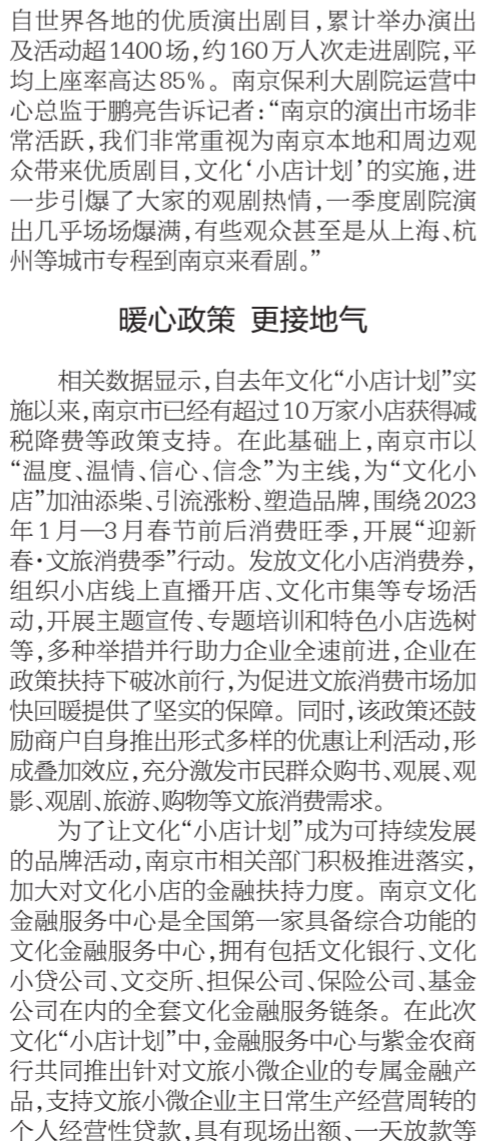 自世界各地的优质演出剧目，累计举办演出
及活动超1400场，约160万人次走进剧院，平
均上座率高达85%。南京保利大剧院运营中
心总监于鹏亮告诉记者：“南京的演出市场非
常活跃，我们非常重视为南京本地和周边观
众带来优质剧目，文化‘小店计划’的实施，进
一步引爆了大家的观剧热情，一季度剧院演
出几乎场场爆满，有些观众甚至是从上海、杭
州等城市专程到南京来看剧。”
暖心政策 更接地气
相关数据显示，自去年文化“小店计划”实
施以来，南京市已经有超过10万家小店获得减
税降费等政策支持。在此基础上，南京市以
“温度、温情、信心、信念”为主线，为“文化小
店”加油添柴、引流涨粉、塑造品牌，围绕2023
年1月—3月春节前后消费旺季，开展“迎新
春·文旅消费季”行动。发放文化小店消费券，
组织小店线上直播开店、文化市集等专场活
动，开展主题宣传、专题培训和特色小店选树
等，多种举措并行助力企业全速前进，企业在
政策扶持下破冰前行，为促进文旅消费市场加
快回暖提供了坚实的保障。同时，该政策还鼓
励商户自身推出形式多样的优惠让利活动，形
成叠加效应，充分激发市民群众购书、观展、观
影、观剧、旅游、购物等文旅消费需求。
为了让文化“小店计划”成为可持续发展
的品牌活动，南京市相关部门积极推进落实，
加大对文化小店的金融扶持力度。南京文化
金融服务中心是全国第一家具备综合功能的
文化金融服务中心，拥有包括文化银行、文化
小贷公司、文交所、担保公司、保险公司、基金
公司在内的全套文化金融服务链条。在此次
文化“小店计划”中，金融服务中心与紫金农商
行共同推出针对文旅小微企业的专属金融产
品，支持文旅小微企业主日常生产经营周转的
个人经营性贷款，具有现场出额、一天放款等